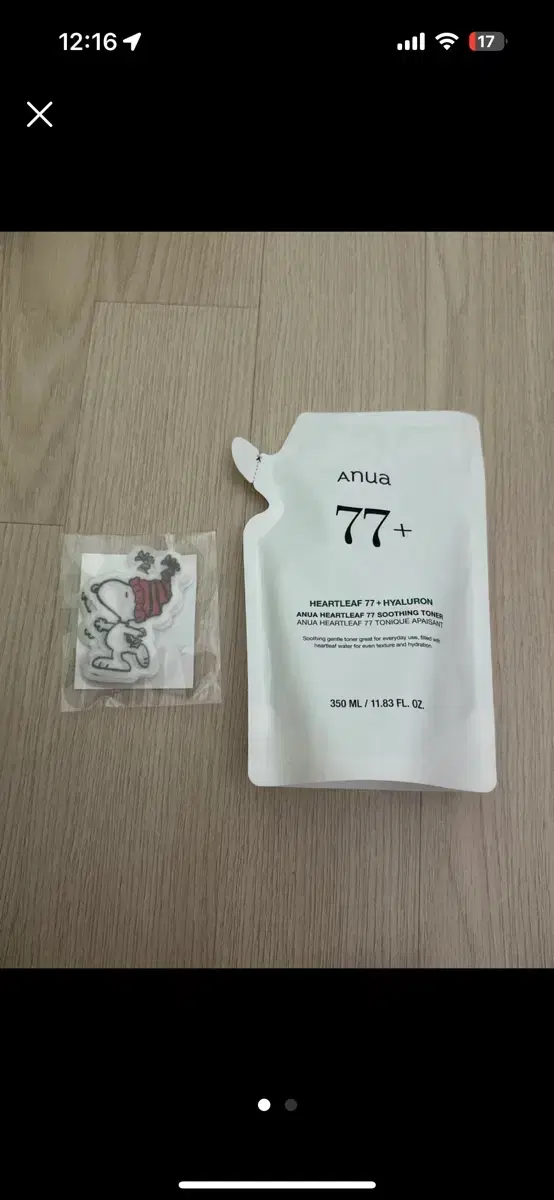 12:16
17
Anua
77+
HEARTLEAF 77 + HYALURON
ANUA HEARTLEAF 77 SOOTHING TONER
ANUA HEARTLEAF 77 TONIQUE APAISANT
Soothing gentle toner great for everyday use, filled with
heartleaf water for even texture and hydration.
350 ML / 11.83 FL. OZ.